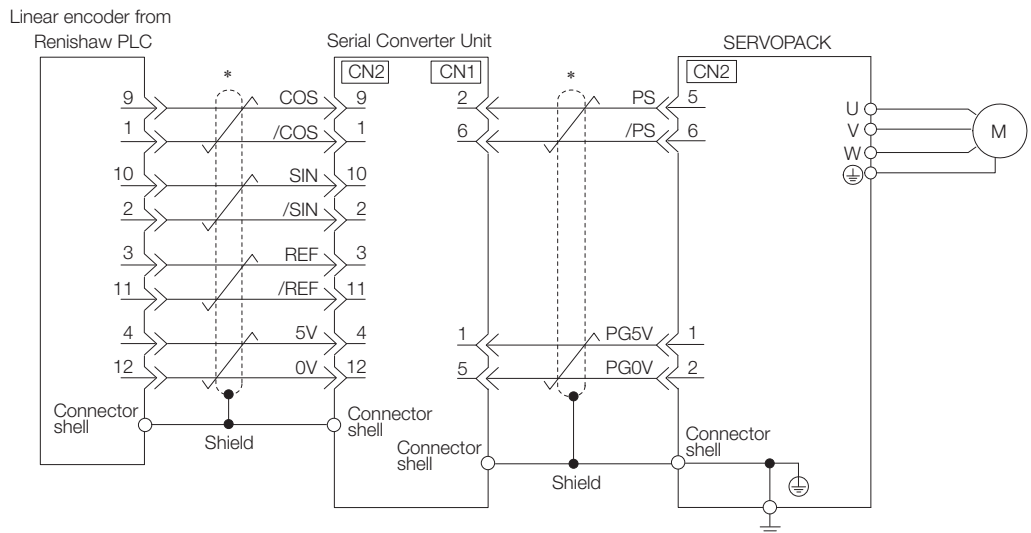 Linear encoder from
Renishaw PLC
Serial Converter Unit
SERVOPACK
* CN2 CN1 * CN2
9 COS 9 2 PS 5
1 /COS 1 6 /PS 6
U
V
W
M
10 SIN 10
2 /SIN 2
3 REF 3
11 /REF 11
4 5V 4 1 PG5V 1
12 0V 12 5 PG0V 2
Connector
shell
Shield
Connector
shell
Connector
shell
Shield
Connector
shell